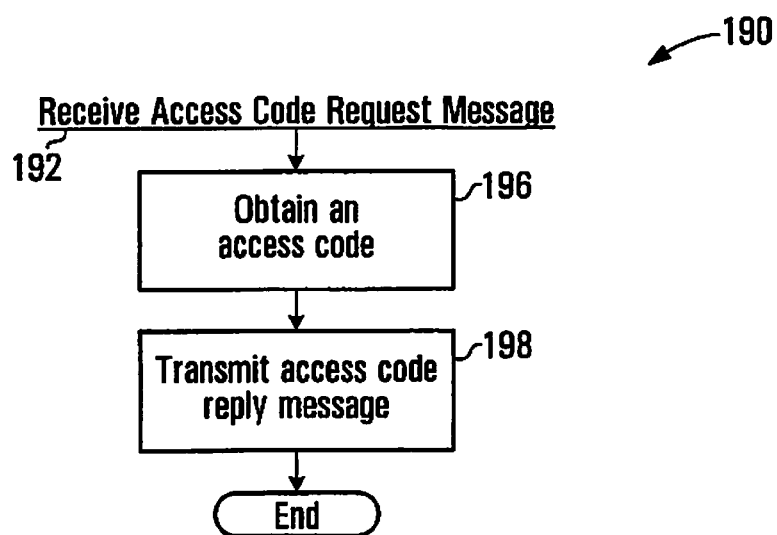 190
Receive Access Code Request Message
192
196
Obtain an
access code
198
Transmit access code
reply message
End